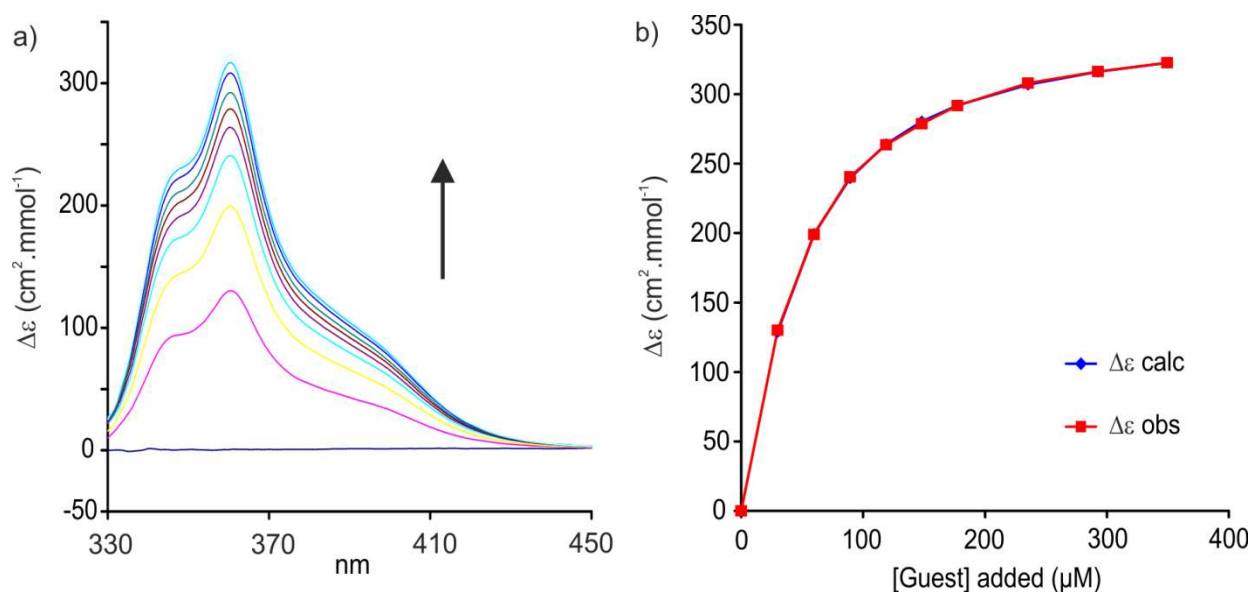 a)
Δε (cm².mmol⁻¹)
300
200
100
0
-50
330
370
410
450
nm
b)
Δε (cm².mmol⁻¹)
350
300
250
200
150
100
50
0
0
100
200
300
400
[Guest] added (µM)
Δε calc
Δε obs